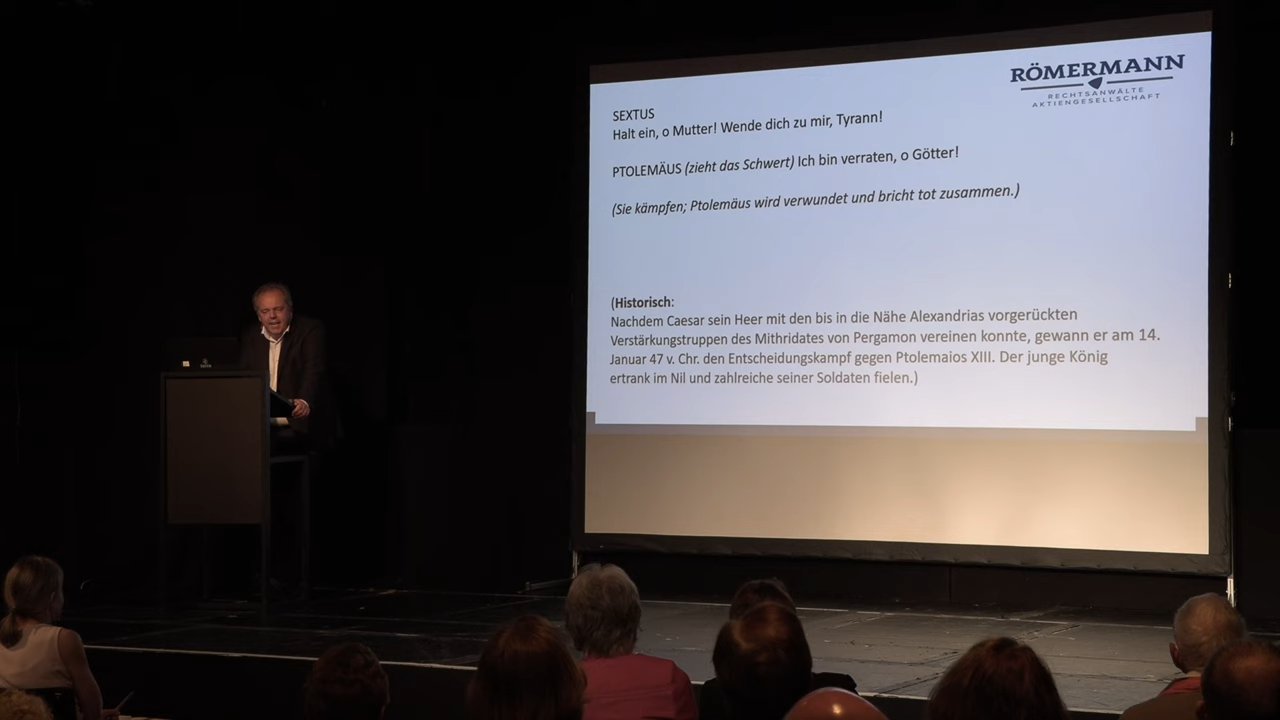 RÖMERMANN
RECHTSANWÄLTE
AKTIENGESELLSCHAFT
SEXTUS
Halt ein, o Mutter! Wende dich zu mir, Tyrann!
PTOLEMÄUS (zieht das Schwert) Ich bin verraten, o Götter!
(Sie kämpfen; Ptolemäus wird verwundet und bricht tot zusammen.)
(Historisch:
Nachdem Caesar sein Heer mit den bis in die Nähe Alexandrias vorgerückten
Verstärkungstruppen des Mithridates von Pergamon vereinen konnte, gewann er am 14.
Januar 47 v. Chr. den Entscheidungskampf gegen Ptolemaios XIII. Der junge König
ertrank im Nil und zahlreiche seiner Soldaten fielen.)